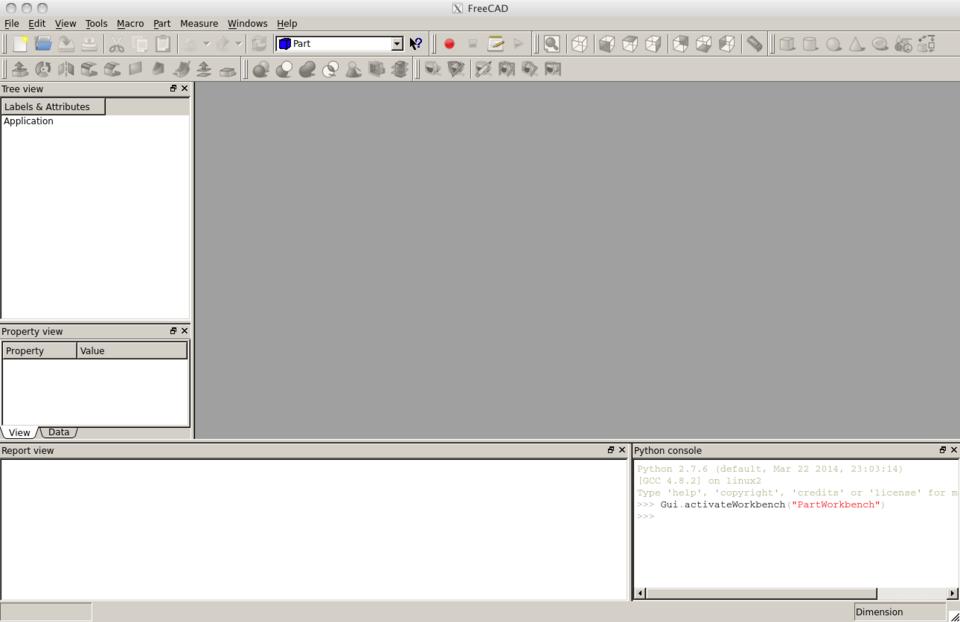 FreeCAD
File Edit View Tools Macro Part Measure Windows Help
Part
Tree view
Labels & Attributes
Application
Property view
Property Value
View Data
Report view
Python console
Python 2.7.6 (default, Mar 22 2014, 23:03:14)
[GCC 4.8.2] on linux2
Type 'help', 'copyright', 'credits' or 'license' for m
>>> Gui.activateWorkbench("PartWorkbench")
>>>
Dimension